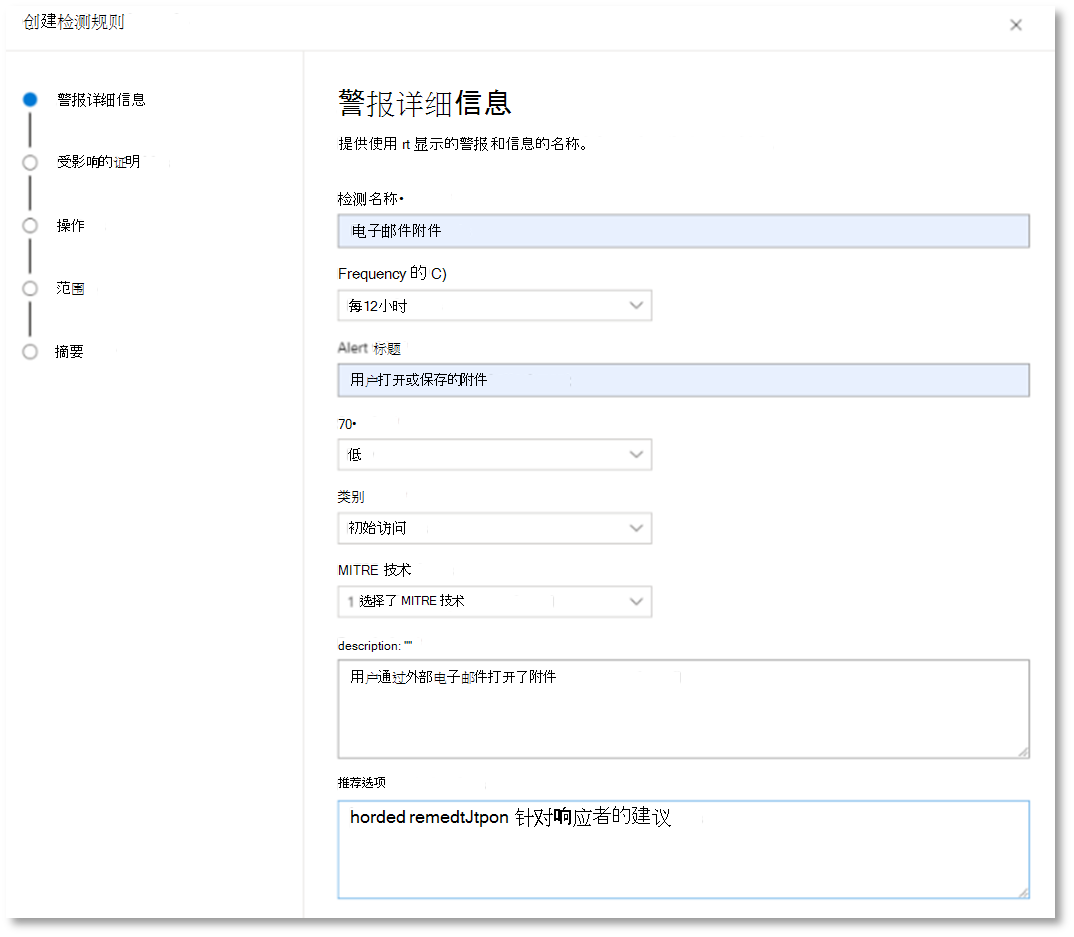 创建检测规则
警报详细信息
受影响的证明
操作
范围
摘要
警报详细信息
提供使用 rt 显示的警报和信息的名称。
检测名称•
电子邮件附件
Frequency 的 C)
每12小时
Alert 标题
用户打开或保存的附件
70•
低
类别
初始访问
MITRE 技术
1 选择了 MITRE 技术
description: ""
用户通过外部电子邮件打开了附件
推荐选项
horded remedtJtpon 针对响应者的建议